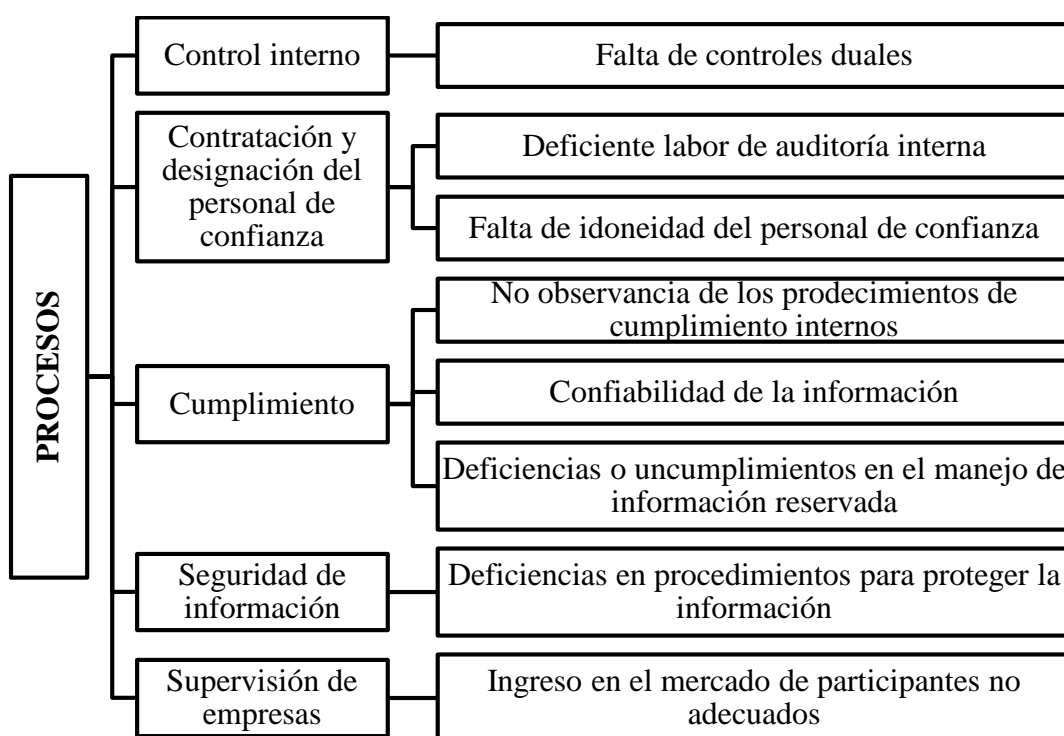 PROCESOS
Control interno
Falta de controles duales
Contratación y
designación del
personal de
confianza
Deficiente labor de auditoría interna
Falta de idoneidad del personal de confianza
Cumplimiento
No observancia de los prodecimientos de
cumplimiento internos
Confiabilidad de la información
Deficiencias o uncumplimientos en el manejo de
información reservada
Seguridad de
información
Deficiencias en procedimientos para proteger la
información
Supervisión de
empresas
Ingreso en el mercado de participantes no
adecuados